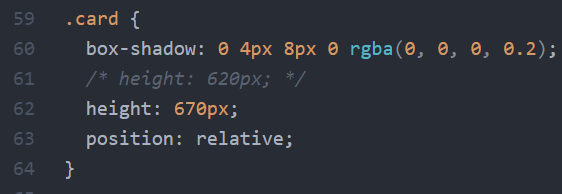 59 .card {
60 box-shadow: 0 4px 8px 0 rgba(0, 0, 0, 0.2);
61 /* height: 620px; */
62 height: 670px;
63 position: relative;
64 }